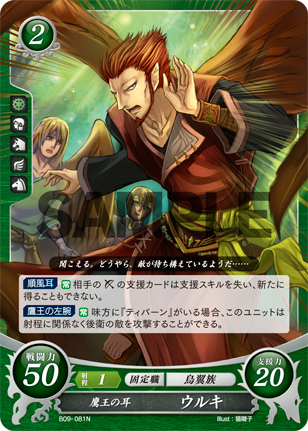 2
SAMPLE
聞こえる。どうやら、敵が待ち構えているようだ……
順風耳 常 相手の の支援カードは支援スキルを失い、新たに
得ることもできない。
鷹王の左腕 常 味方に『ティバーン』がいる場合、このユニットは
射程に関係なく後衛の敵を攻撃することができる。
戦闘力
50
射程 1
固定職
鳥翼族
支援力
20
鷹王の耳 ウルキ
B09-081N
Illust:猫囃子